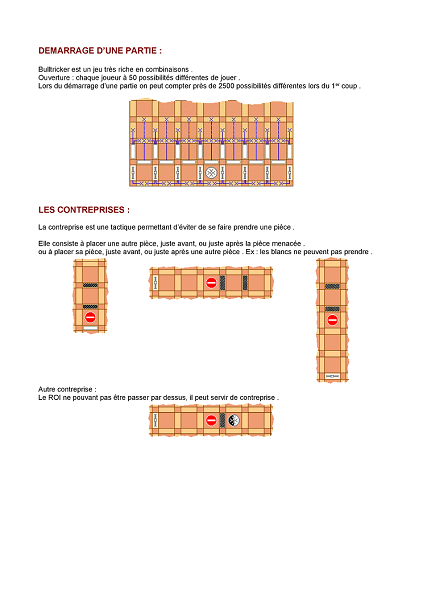 DEMARRAGE D'UNE PARTIE :
Bulltricker est un jeu très riche en combinaisons .
Ouverture : chaque joueur à 50 possibilités différentes de jouer .
Lors du démarrage d'une partie on peut compter près de 2500 possibilités différentes lors du 1er coup .
LES CONTREPRISES :
La contreprise est une tactique permettant d'éviter de se faire prendre une pièce .
Elle consiste à placer une autre pièce, juste avant, ou juste après la pièce menacée .
ou à placer sa pièce, juste avant, ou juste après une autre pièce . Ex : les blancs ne peuvent pas prendre .
Autre contreprise :
Le ROI ne pouvant pas être passer par dessus, il peut servir de contreprise .